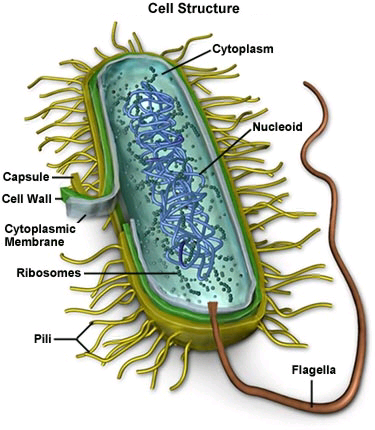 Cell Structure
Cytoplasm
Nucleoid
Capsule
Cell Wall
Cytoplasmic
Membrane
Ribosomes
Pili
Flagella